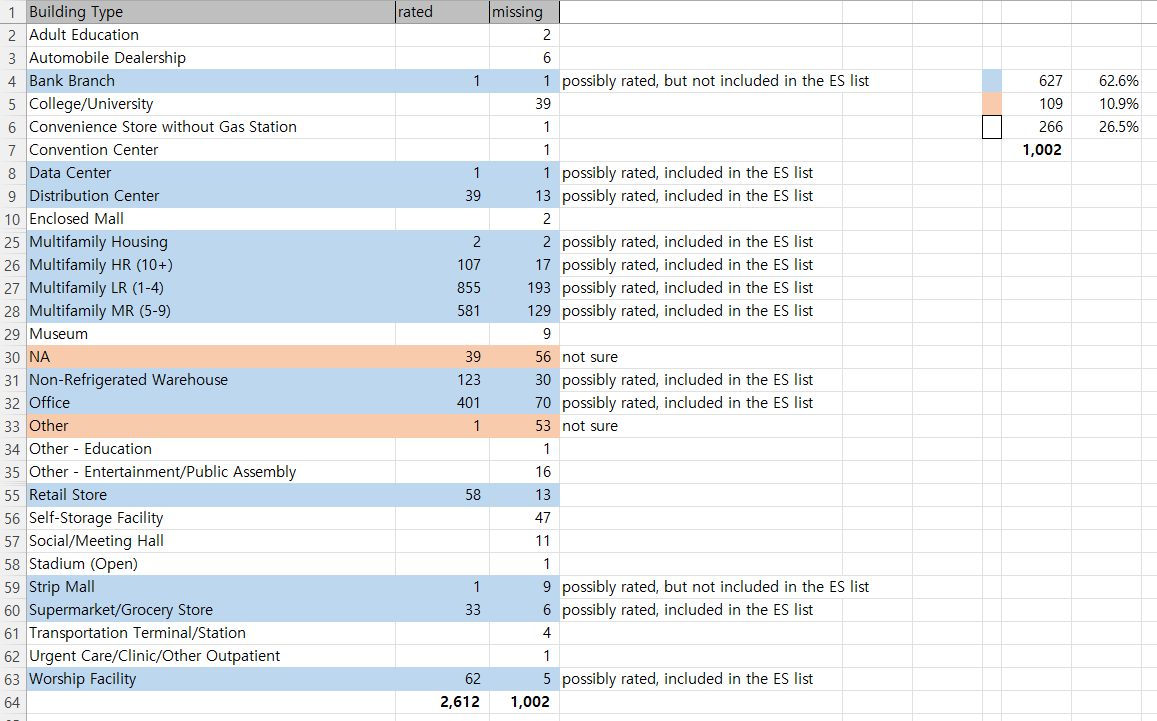 1 Building Type rated missing
2 Adult Education 2
3 Automobile Dealership 6
4 Bank Branch 1 1 possibly rated, but not included in the ES list 627 62.6%
5 College/University 39 109 10.9%
6 Convenience Store without Gas Station 1 266 26.5%
7 Convention Center 1 1,002
8 Data Center 1 1 possibly rated, included in the ES list
9 Distribution Center 39 13 possibly rated, included in the ES list
10 Enclosed Mall 2
25 Multifamily Housing 2 2 possibly rated, included in the ES list
26 Multifamily HR (10+) 107 17 possibly rated, included in the ES list
27 Multifamily LR (1-4) 855 193 possibly rated, included in the ES list
28 Multifamily MR (5-9) 581 129 possibly rated, included in the ES list
29 Museum 9
30 NA 39 56 not sure
31 Non-Refrigerated Warehouse 123 30 possibly rated, included in the ES list
32 Office 401 70 possibly rated, included in the ES list
33 Other 1 53 not sure
34 Other - Education 1
35 Other - Entertainment/Public Assembly 16
55 Retail Store 58 13
56 Self-Storage Facility 47
57 Social/Meeting Hall 11
58 Stadium (Open) 1
59 Strip Mall 1 9 possibly rated, but not included in the ES list
60 Supermarket/Grocery Store 33 6 possibly rated, included in the ES list
61 Transportation Terminal/Station 4
62 Urgent Care/Clinic/Other Outpatient 1
63 Worship Facility 62 5 possibly rated, included in the ES list
64 2,612 1,002